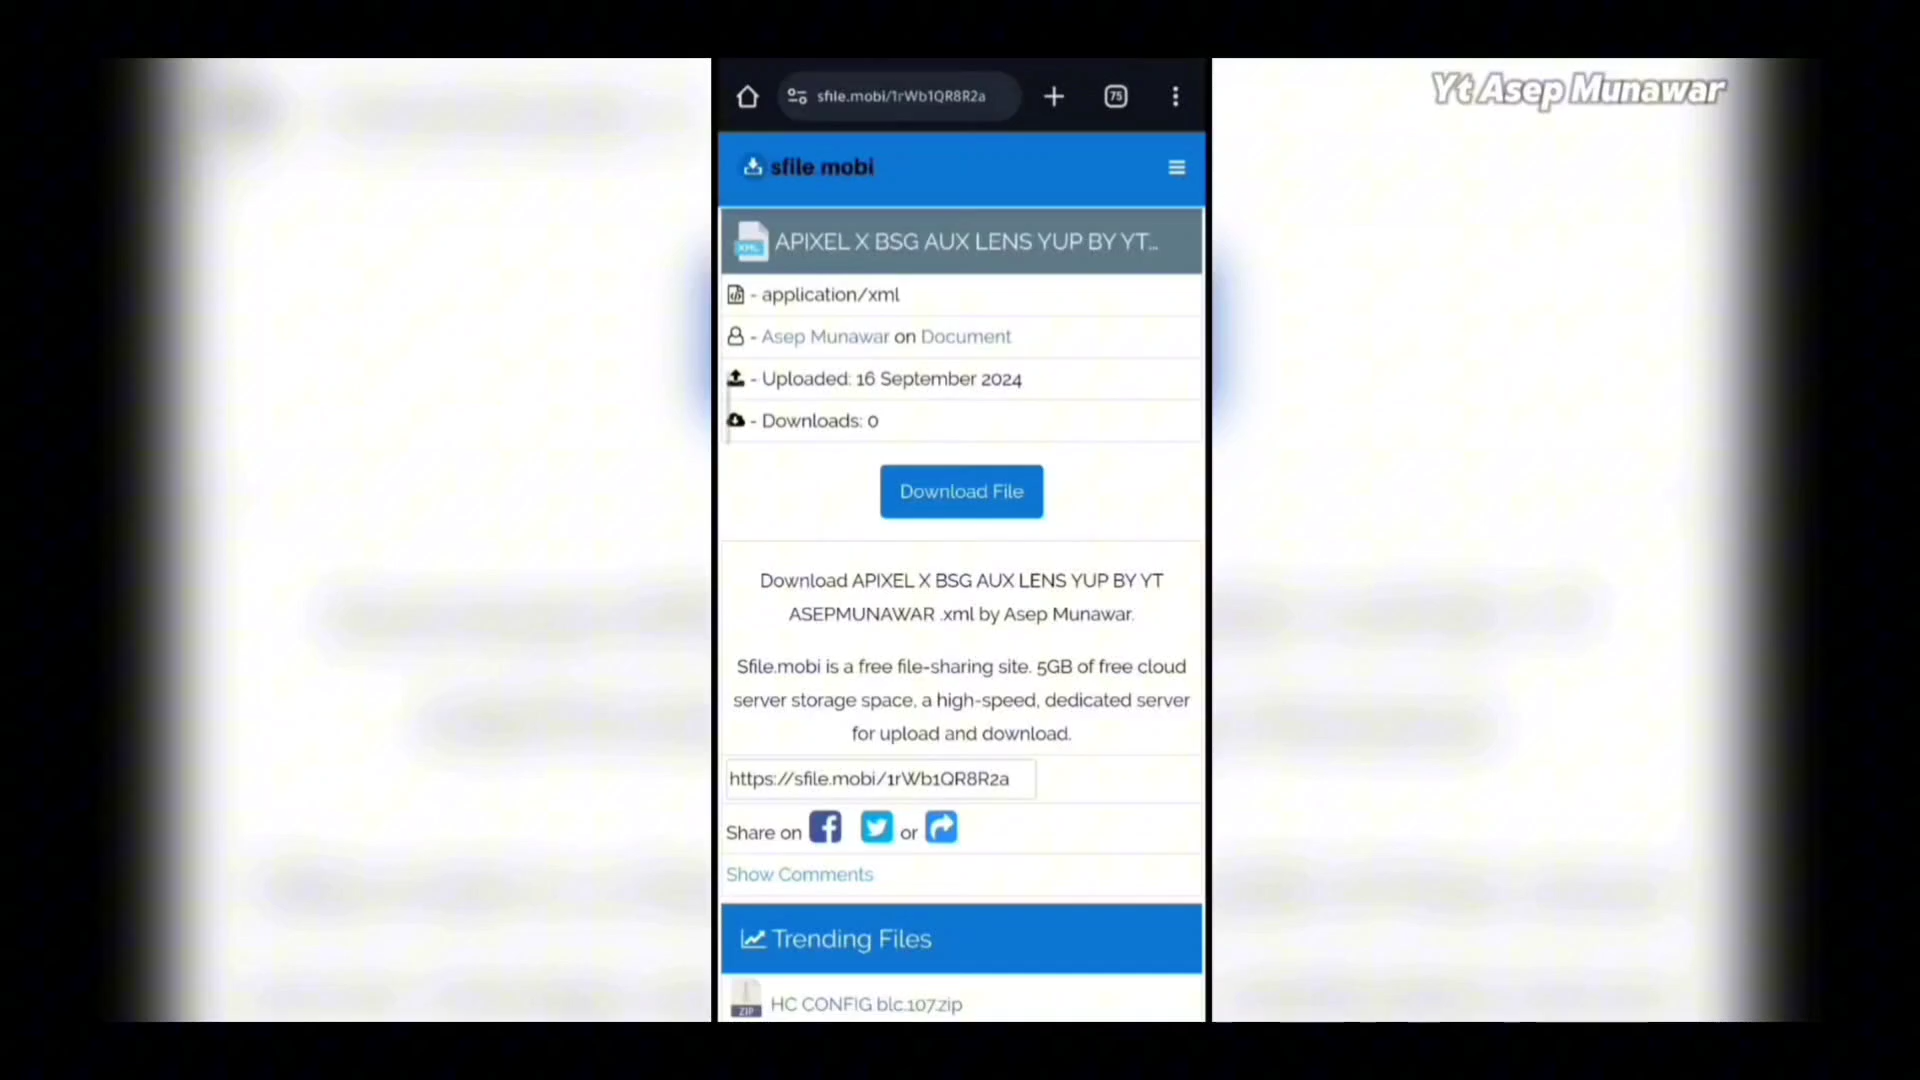 Yt Asep Munawar
sfile.mobi/1rWb1QR8R2a
75
sfile mobi
XML
APIXEL X BSG AUX LENS YUP BY YT...
- application/xml
- Asep Munawar on Document
- Uploaded: 16 September 2024
- Downloads: 0
Download File
Download APIXEL X BSG AUX LENS YUP BY YT
ASEPMUNAWAR .xml by Asep Munawar.
Sfile.mobi is a free file-sharing site. 5GB of free cloud
server storage space, a high-speed, dedicated server
for upload and download.
https://sfile.mobi/1rWb1QR8R2a
Share on or
Show Comments
Trending Files
ZIP
HC CONFIG blc.107.zip